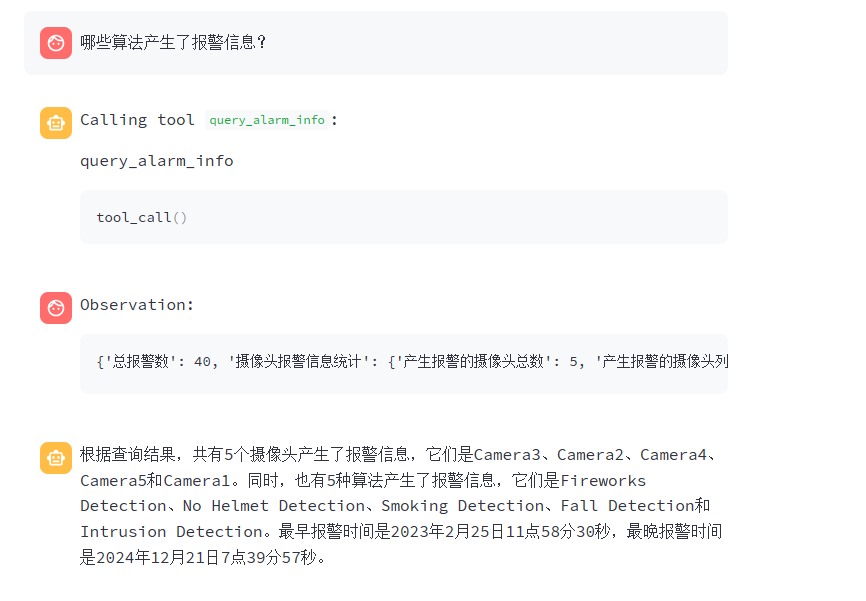 哪些算法产生了报警信息？
Calling tool query_alarm_info:
query_alarm_info
tool_call()
Observation:
{'总报警数': 40, '摄像头报警信息统计': {'产生报警的摄像头总数': 5, '产生报警的摄像头列
根据查询结果，共有5个摄像头产生了报警信息，它们是Camera3、Camera2、Camera4、
Camera5和Camera1。同时，也有5种算法产生了报警信息，它们是Fireworks
Detection、No Helmet Detection、Smoking Detection、Fall Detection和
Intrusion Detection。最早报警时间是2023年2月25日11点58分30秒，最晚报警时间
是2024年12月21日7点39分57秒。